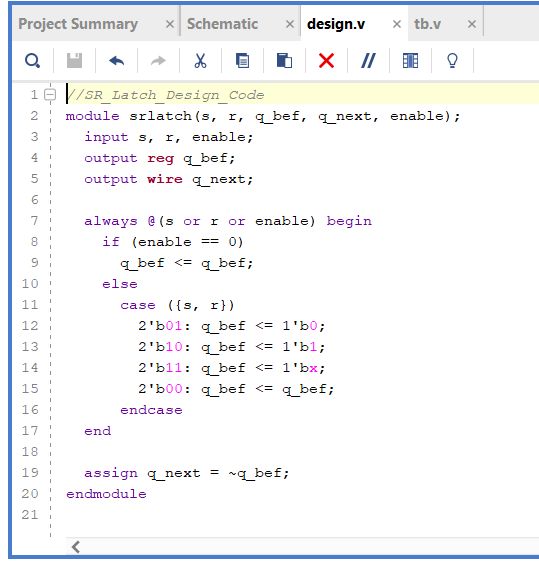 Project Summary × Schematic × design.v × tb.v ×
1 //SR_Latch_Design_Code
2 module srlatch(s, r, q_bef, q_next, enable);
3 input s, r, enable;
4 output reg q_bef;
5 output wire q_next;
6
7 always @(s or r or enable) begin
8 if (enable == 0)
9 q_bef <= q_bef;
10 else
11 case ({s, r})
12 2'b01: q_bef <= 1'b0;
13 2'b10: q_bef <= 1'b1;
14 2'b11: q_bef <= 1'bx;
15 2'b00: q_bef <= q_bef;
16 endcase
17 end
18
19 assign q_next = ~q_bef;
20 endmodule
21